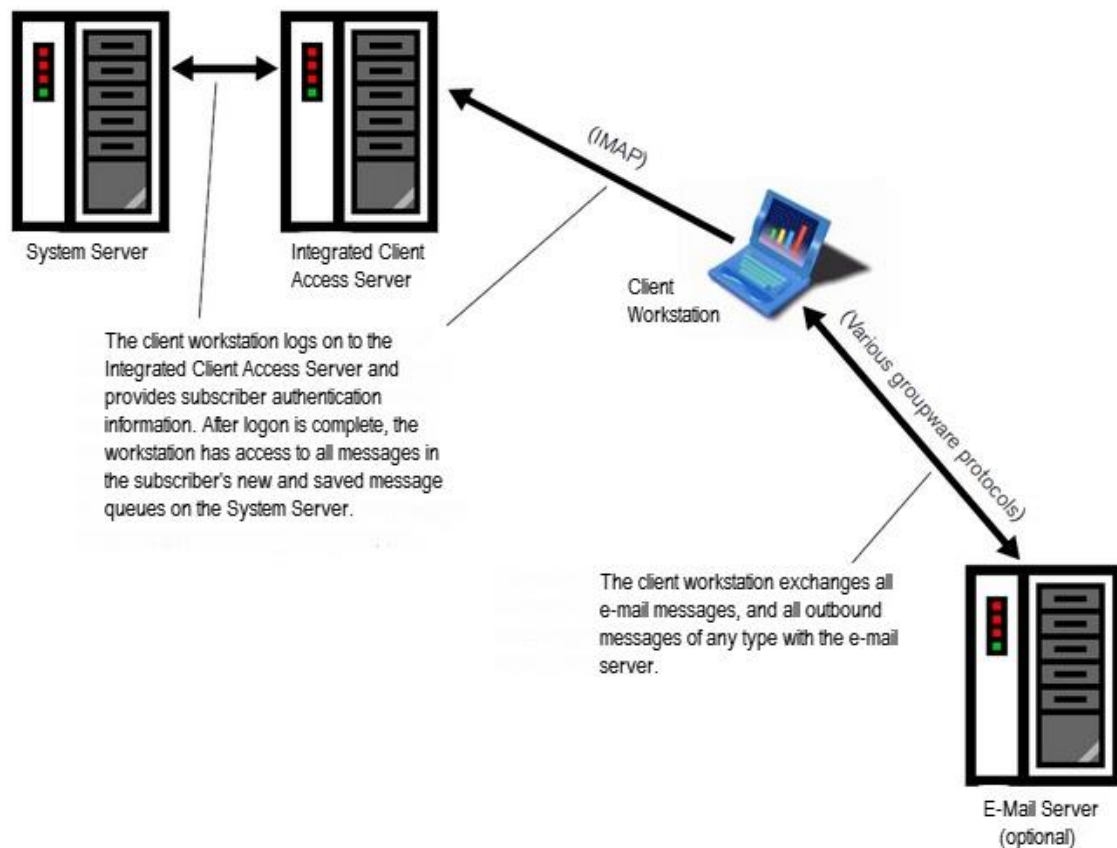 (IMAP)
System Server
Integrated Client
Access Server
Client
Workstation
(Various groupware protocols)
The client workstation logs on to the
Integrated Client Access Server and
provides subscriber authentication
information. After logon is complete, the
workstation has access to all messages in
the subscriber's new and saved message
queues on the System Server.
The client workstation exchanges all
e-mail messages, and all outbound
messages of any type with the e-mail
server.
E-Mail Server
(optional)